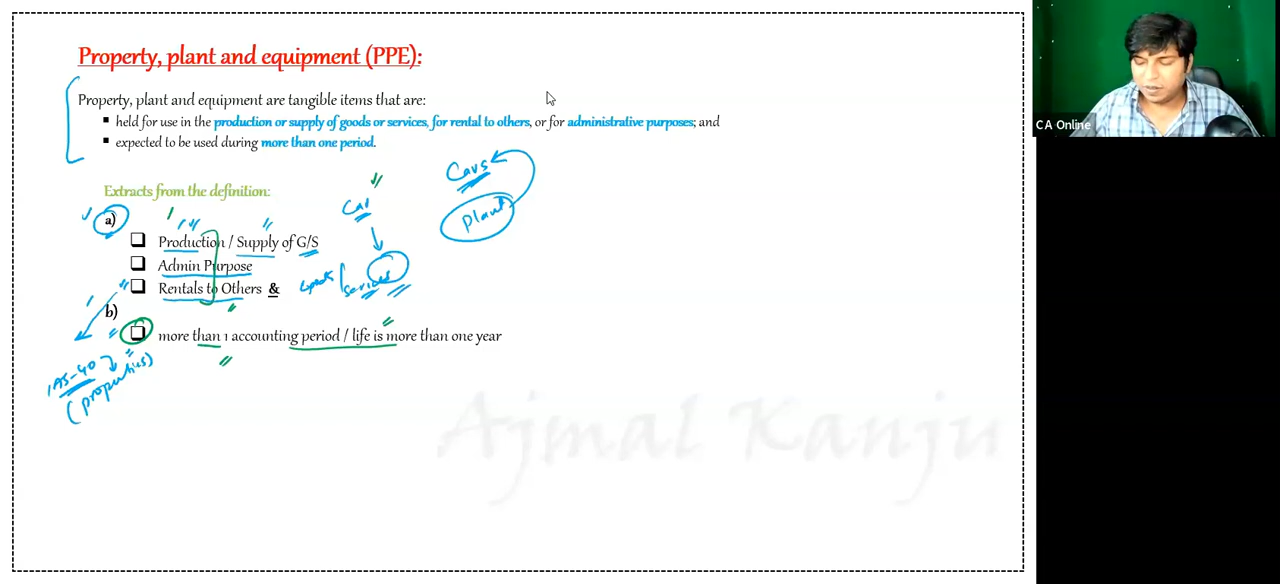 Property, plant and equipment (PPE):
Property, plant and equipment are tangible items that are:
▪ held for use in the production or supply of goods or services, for rental to others, or for administrative purposes; and
▪ expected to be used during more than one period.
C A Online
Extracts from the definition:
Cars
Car
Plant
a)
❑ Production / Supply of G/S
❑ Admin Purpose
❑ Rentals to Others &
goods / services
b)
❑ more than 1 accounting period / life is more than one year
IAS-40
(properties)
Ajmal Kanju